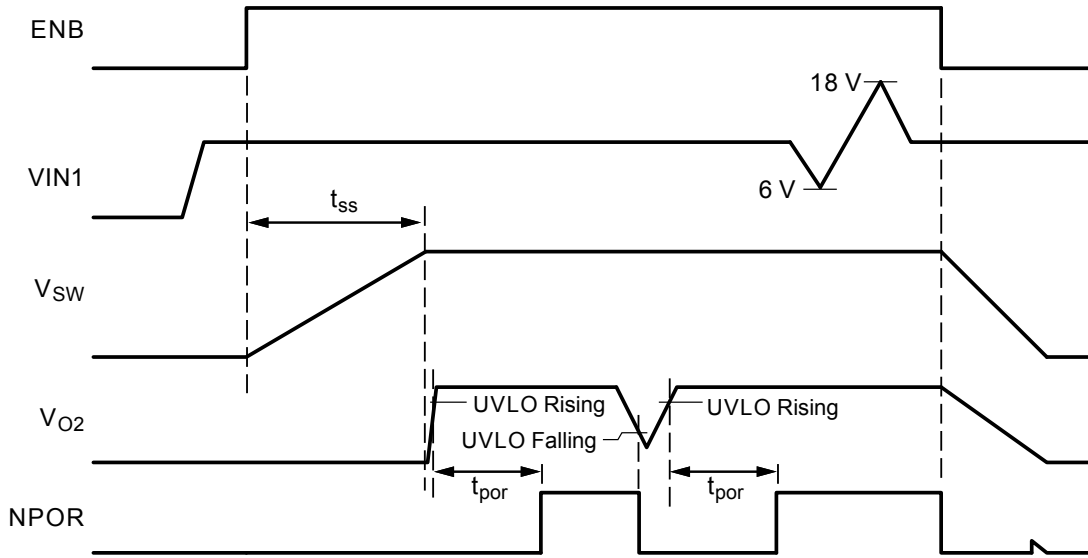 ENB
18 V
VIN1
6 V
tss
VSW
VO2
UVLO Rising
UVLO Rising
UVLO Falling
tpor
tpor
NPOR